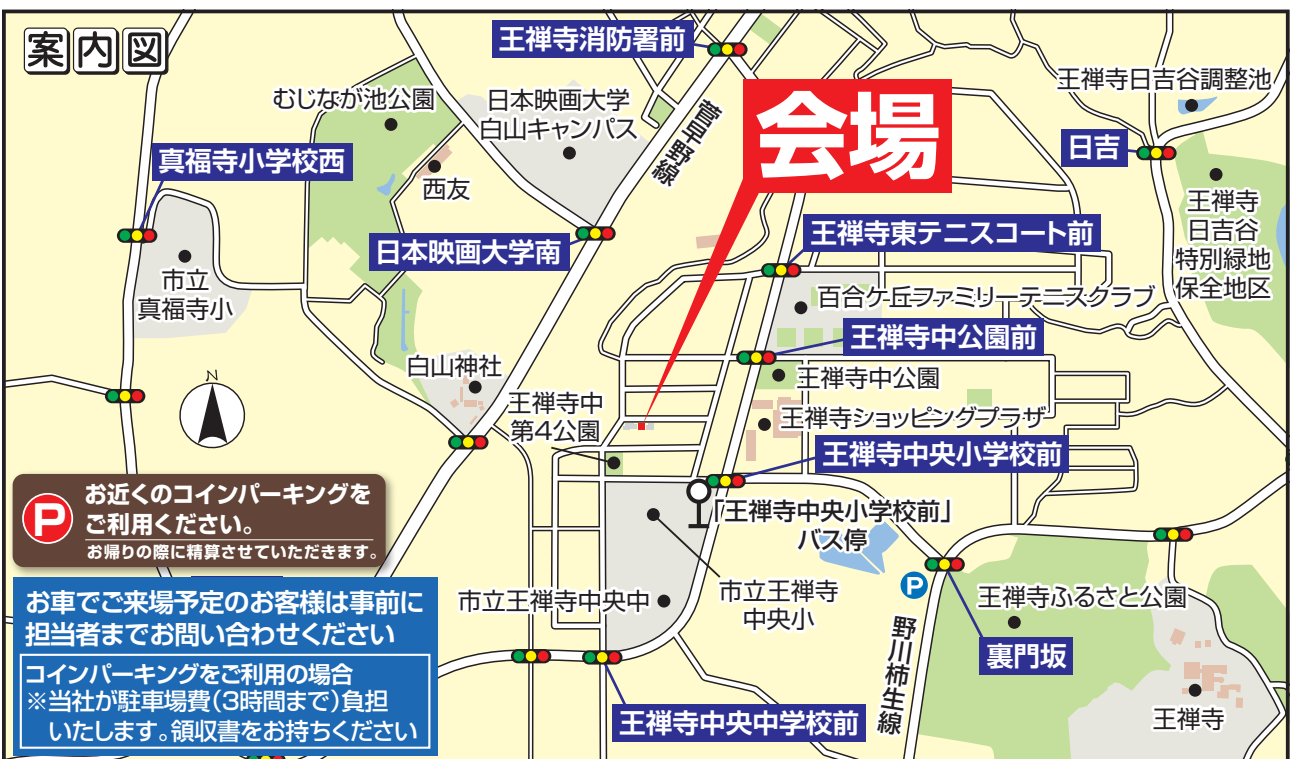 案内図
王禅寺消防署前
むじなが池公園
日本映画大学
白山キャンパス
菅早野線
会場
王禅寺日吉谷調整池
日吉
真福寺小学校西
西友
王禅寺
日吉谷
特別緑地
保全地区
日本映画大学南
王禅寺東テニスコート前
市立
真福寺小
百合ケ丘ファミリーテニスクラブ
王禅寺中公園前
白山神社
王禅寺中公園
N
王禅寺中
第4公園
王禅寺ショッピングプラザ
王禅寺中央小学校前
P
お近くのコインパーキングを
ご利用ください。
お帰りの際に精算させていただきます。
「王禅寺中央小学校前」
バス停
P
お車でご来場予定のお客様は事前に
担当者までお問い合わせください
コインパーキングをご利用の場合
※当社が駐車場費(3時間まで)負担
いたします。領収書をお持ちください
市立王禅寺中央中
市立王禅寺
中央小
王禅寺ふるさと公園
野川柿生線
裏門坂
王禅寺中央中学校前
王禅寺